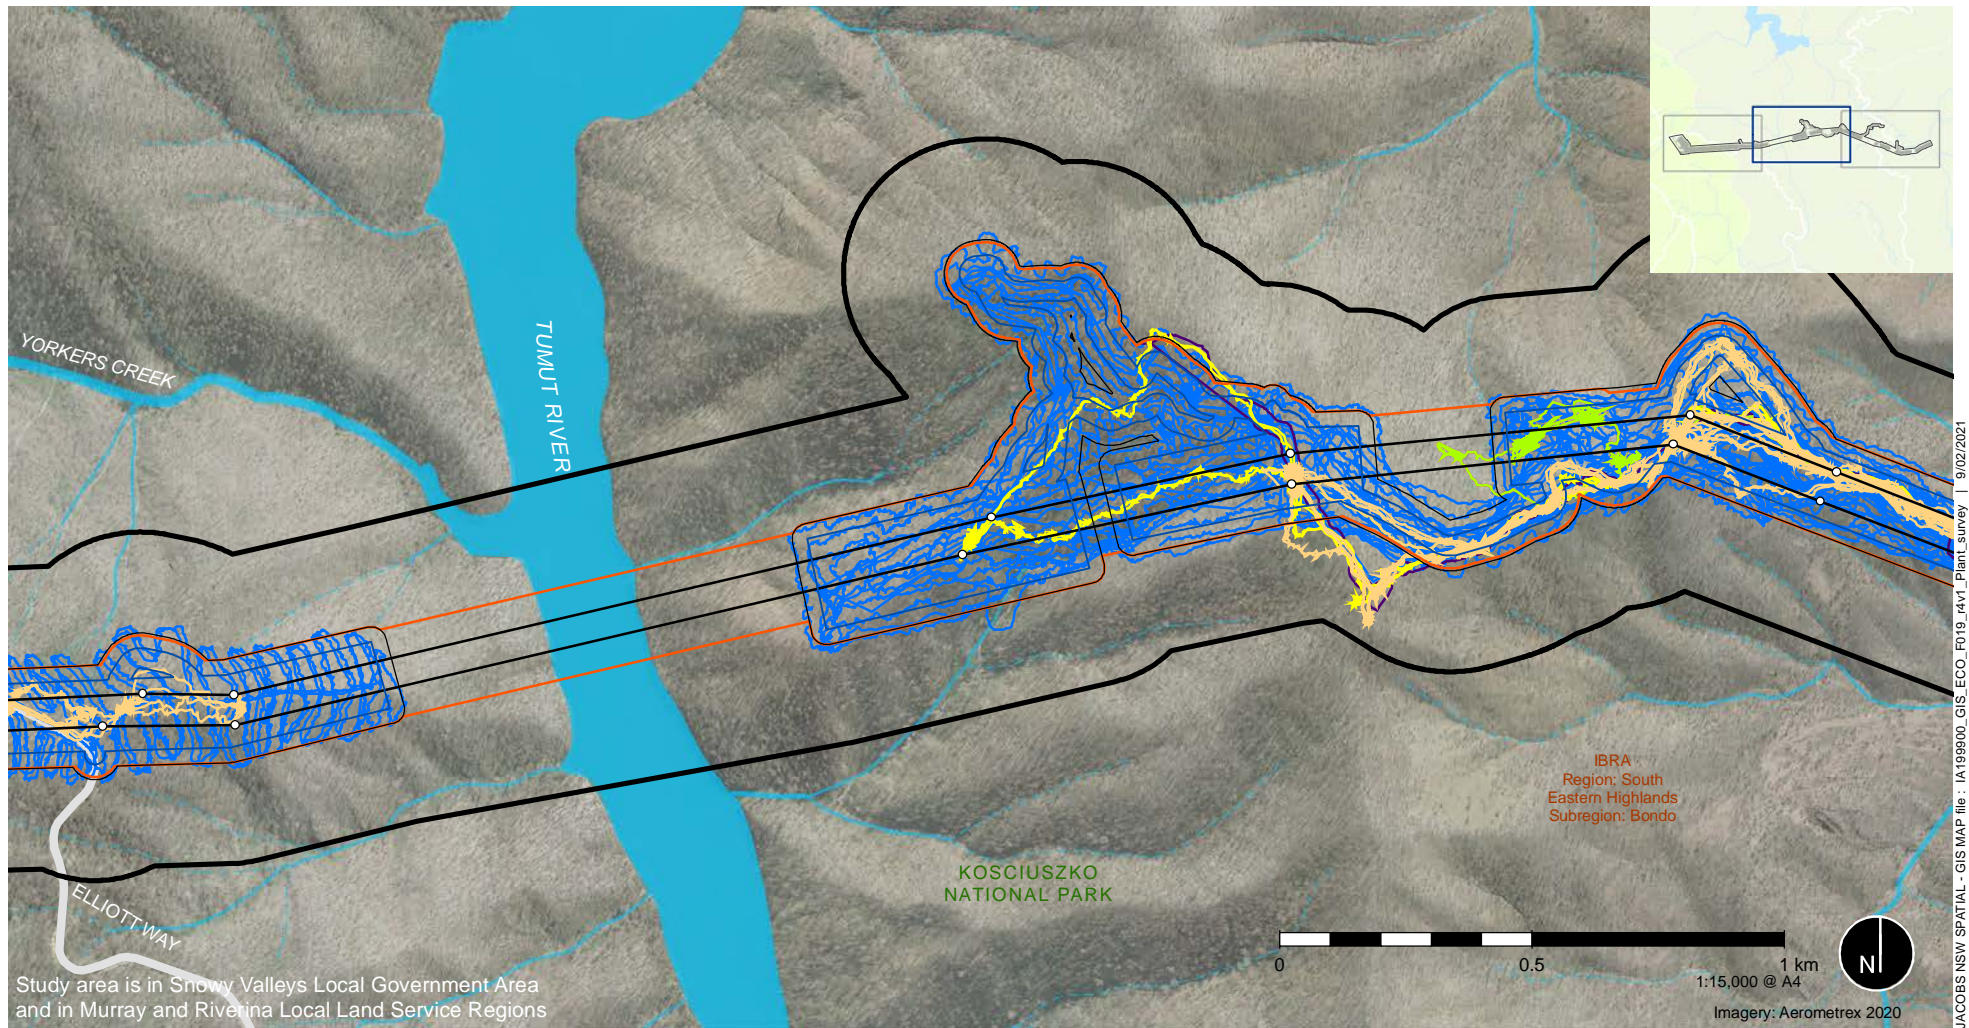 YORKERS CREEK
TUMUT RIVER
ELLIOTT WAY
KOSCIUSZKO
NATIONAL PARK
IBRA
Region: South
Eastern Highlands
Subregion: Bondo
Study area is in Snowy Valleys Local Government Area
and in Murray and Riverina Local Land Service Regions
0 0.5 1 km
1:15,000 @ A4
N
Imagery: Aerometrex 2020
JACOBS NSW SPATIAL - GIS MAP file : IA199900_GIS_ECO_F019_r4v1_Plant_survey | 9/02/2021